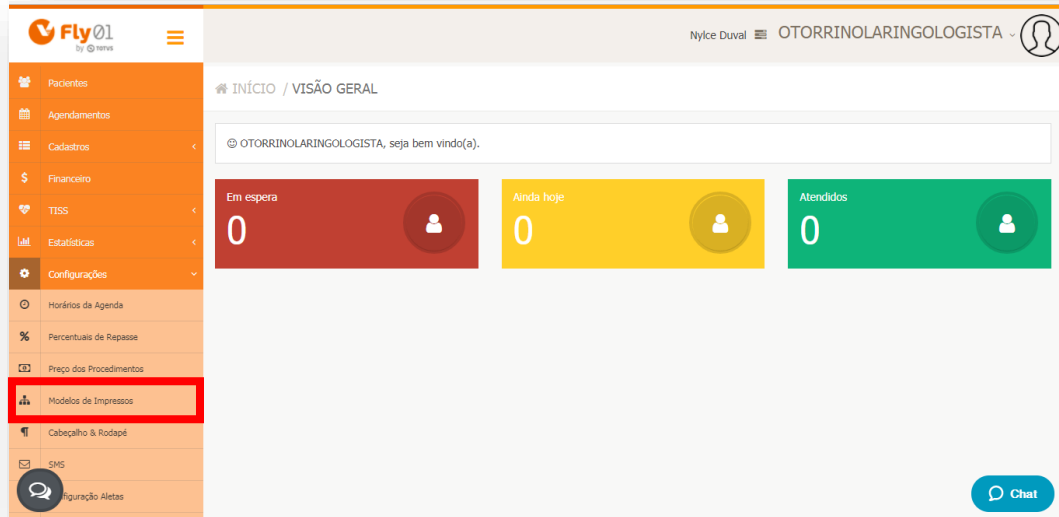 Fly01
by TOTVS
Nylce Duval OTORRINOLARINGOLOGISTA
Pacientes
Agendamentos
Cadastros
Financeiro
TISS
Estatísticas
Configurações
Horários da Agenda
Percentuais de Repasse
Preço dos Procedimentos
Modelos de Impressos
Cabeçalho & Rodapé
SMS
figuração Aletas
INÍCIO / VISÃO GERAL
OTORRINOLARINGOLOGISTA, seja bem vindo(a).
Em espera
0
Ainda hoje
0
Atendidos
0
Chat